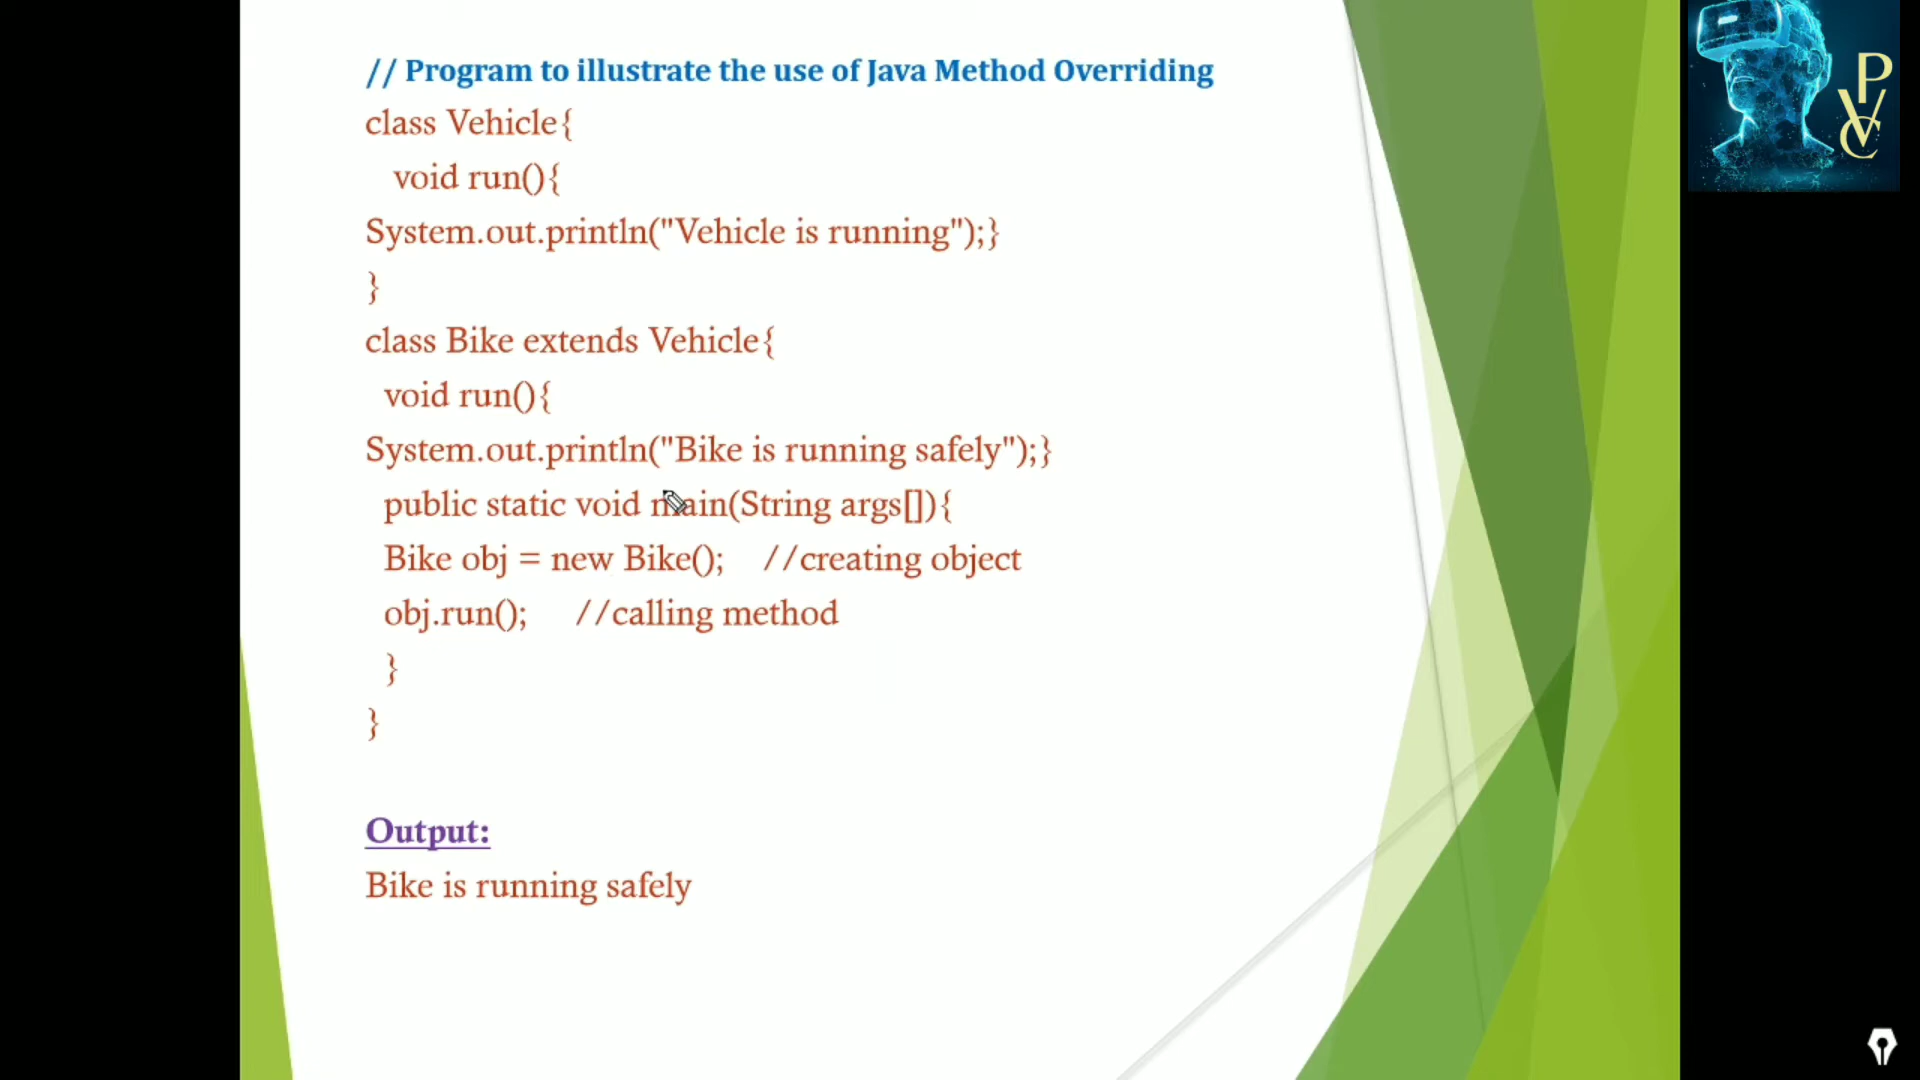 // Program to illustrate the use of Java Method Overriding
class Vehicle{
void run(){
System.out.println("Vehicle is running");}
}
class Bike extends Vehicle{
void run(){
System.out.println("Bike is running safely");}
public static void main(String args[]){
Bike obj = new Bike(); //creating object
obj.run(); //calling method
}
}
Output:
Bike is running safely
PVC